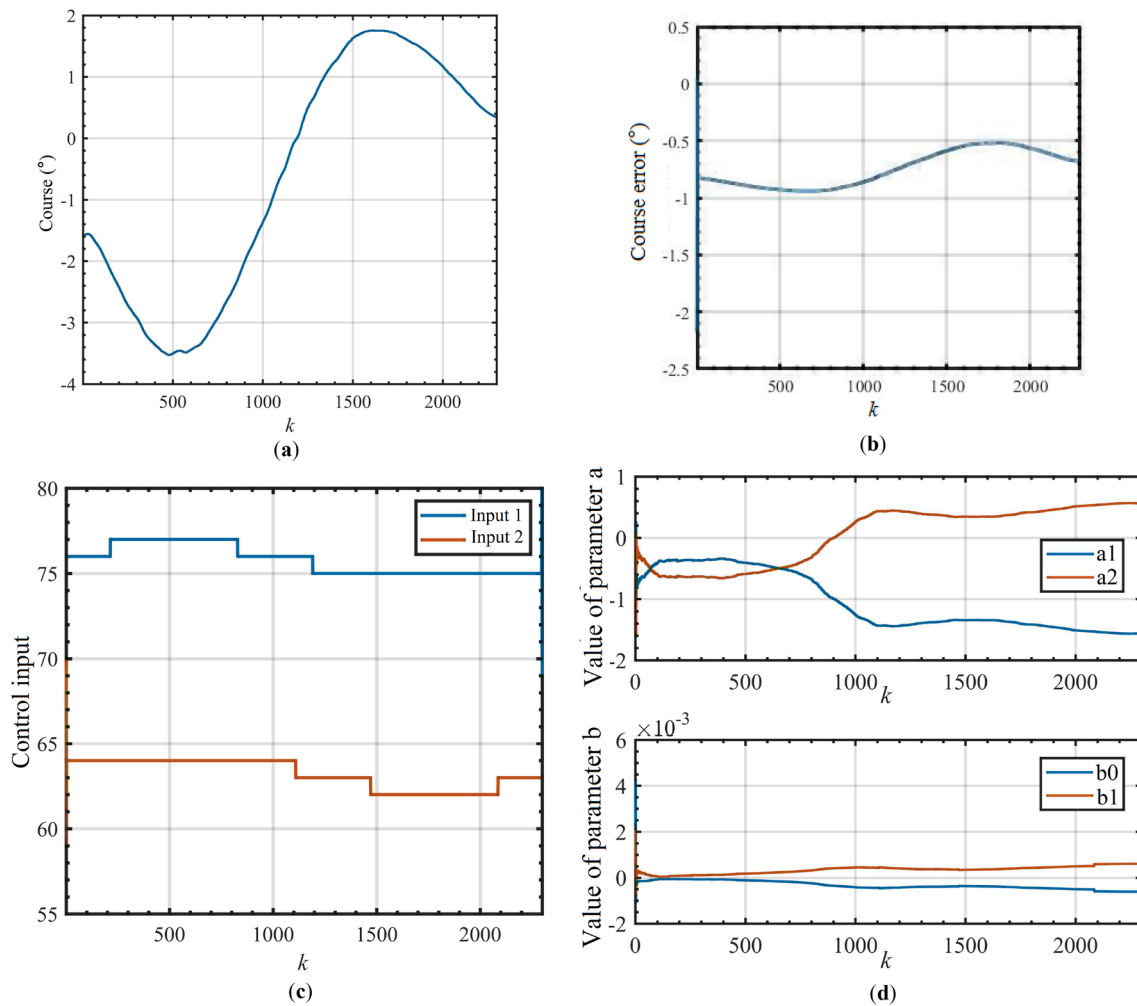 2
1
0
-1
-2
-3
-4
Course (°)
500
1000
1500
2000
k
(a)
0.5
0
-0.5
-1
-1.5
-2
-2.5
Course error (°)
500
1000
1500
2000
k
(b)
80
75
70
65
60
55
Control input
Input 1
Input 2
500
1000
1500
2000
k
(c)
1
0
-1
-2
Value of parameter a
a1
a2
0
500
1000
1500
2000
k
×10⁻³
6
4
2
0
-2
Value of parameter b
b0
b1
0
500
1000
1500
2000
k
(d)